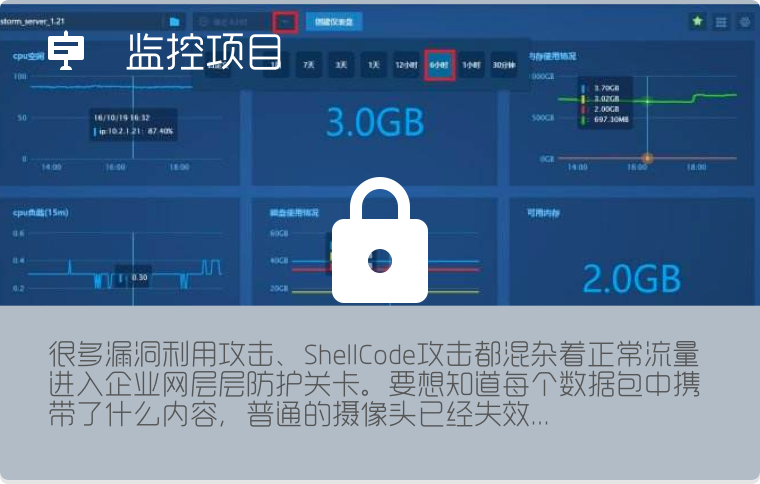 storm_server_1.21
创建仪表盘
监控项目
cpu空间
7天
3天
1天
12小时
6小时
1小时
30分钟
内存使用情况
100
50
0
16/10/19 16:32
ip:10.2.1.21: 87.40%
14:00
16:00
18:00
3.0GB
1000GB
500GB
0GB
3.70GB
3.02GB
2.00GB
697.30MB
14:00
16:00
18:00
cpu负载(15m)
磁盘使用情况
可用内存
0.6
0.4
0.2
0.30
60GB
40GB
20GB
2.0GB
很多漏洞利用攻击、ShellCode攻击都混杂着正常流量
进入企业网层层防护关卡。要想知道每个数据包中携
带了什么内容，普通的摄像头已经失效...